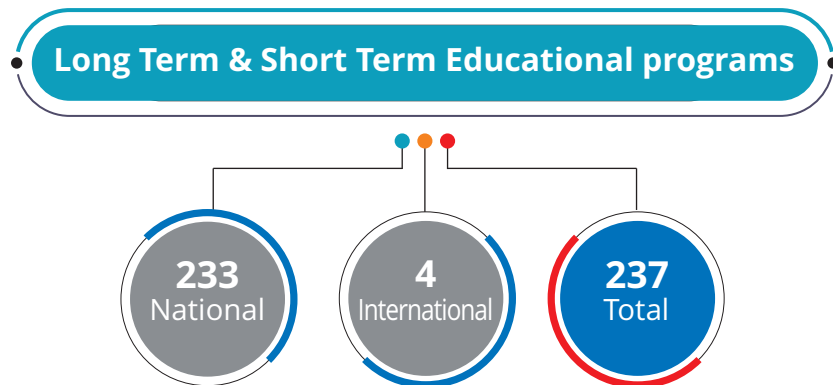 Long Term & Short Term Educational programs
233
National
4
International
237
Total